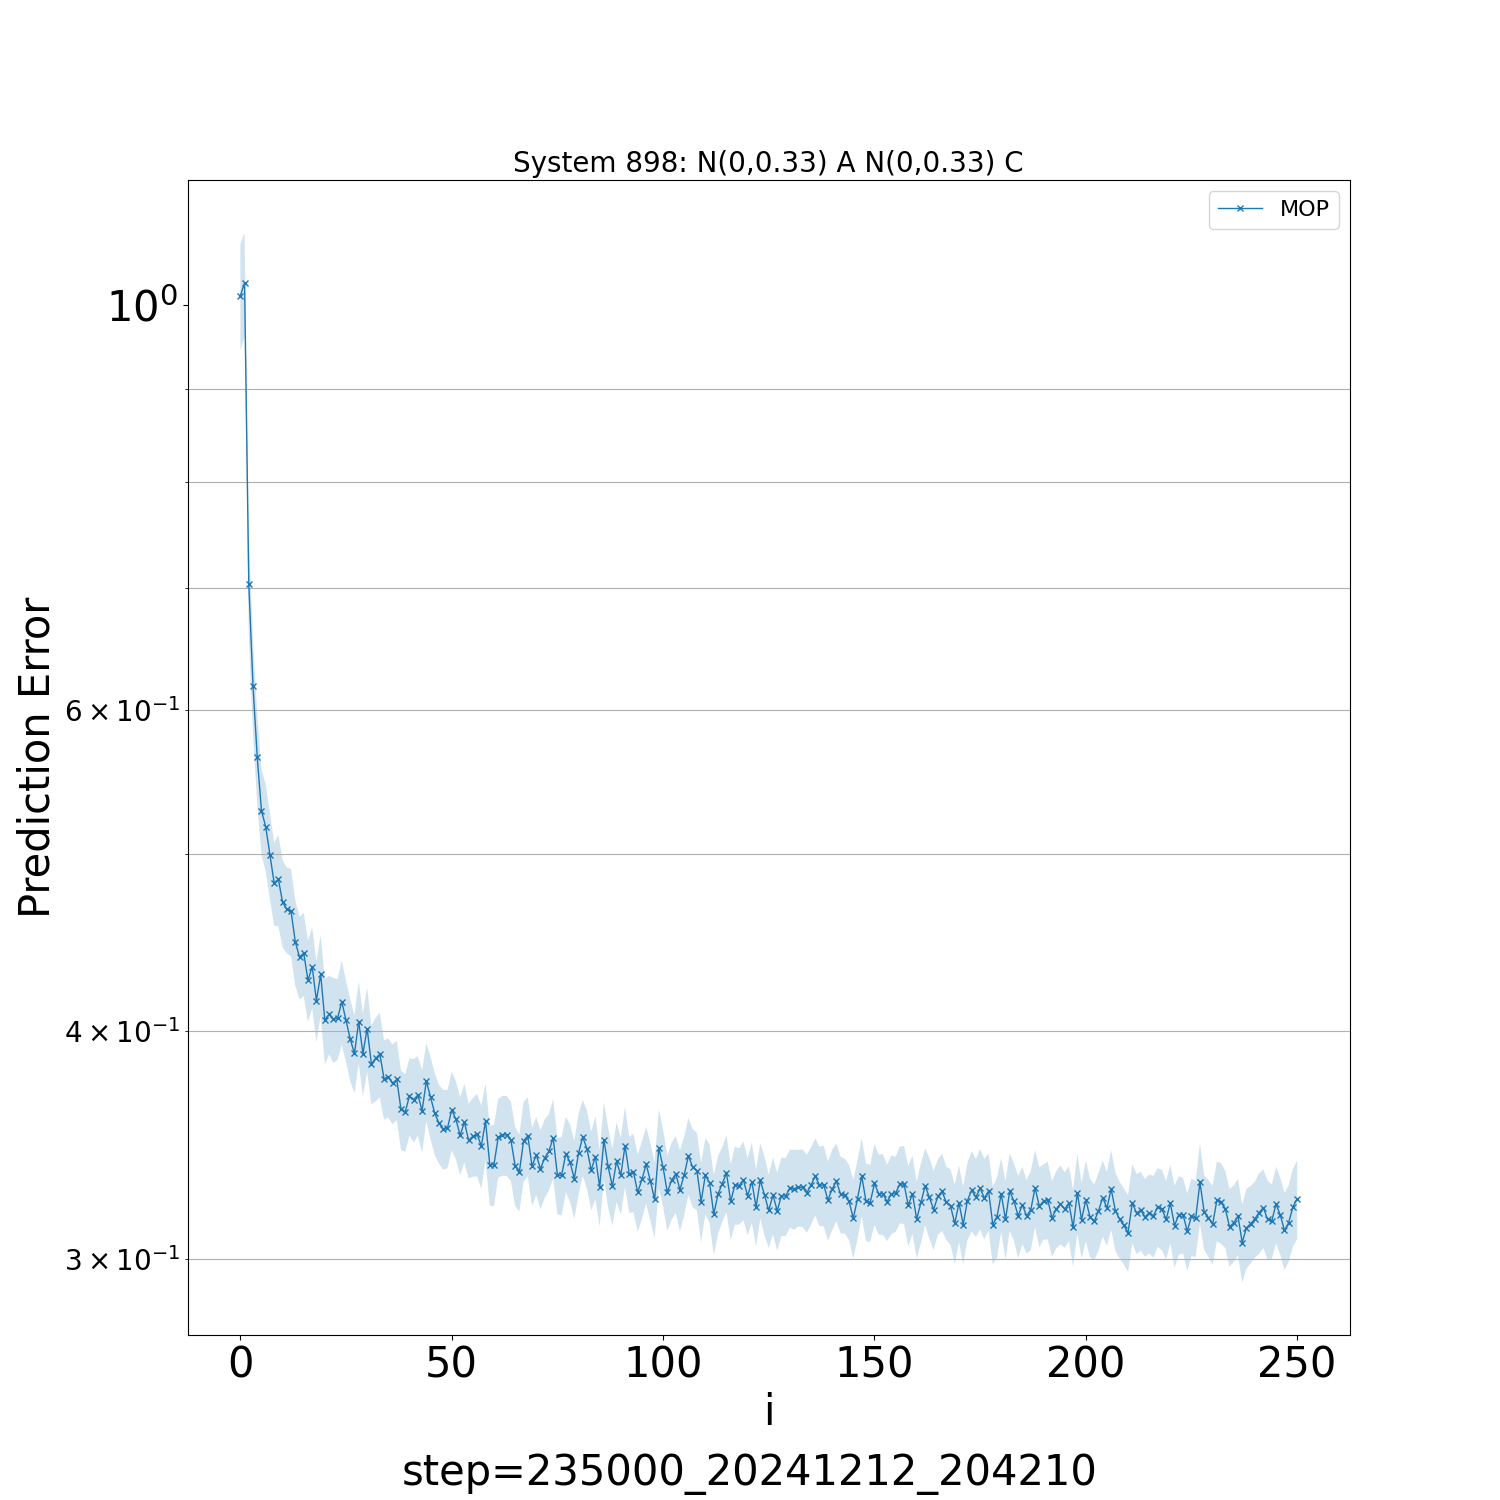 System 898: N(0,0.33) A N(0,0.33) C
MOP
10⁰
6 × 10⁻¹
4 × 10⁻¹
3 × 10⁻¹
Prediction Error
0 50 100 150 200 250
i
step=235000_20241212_204210